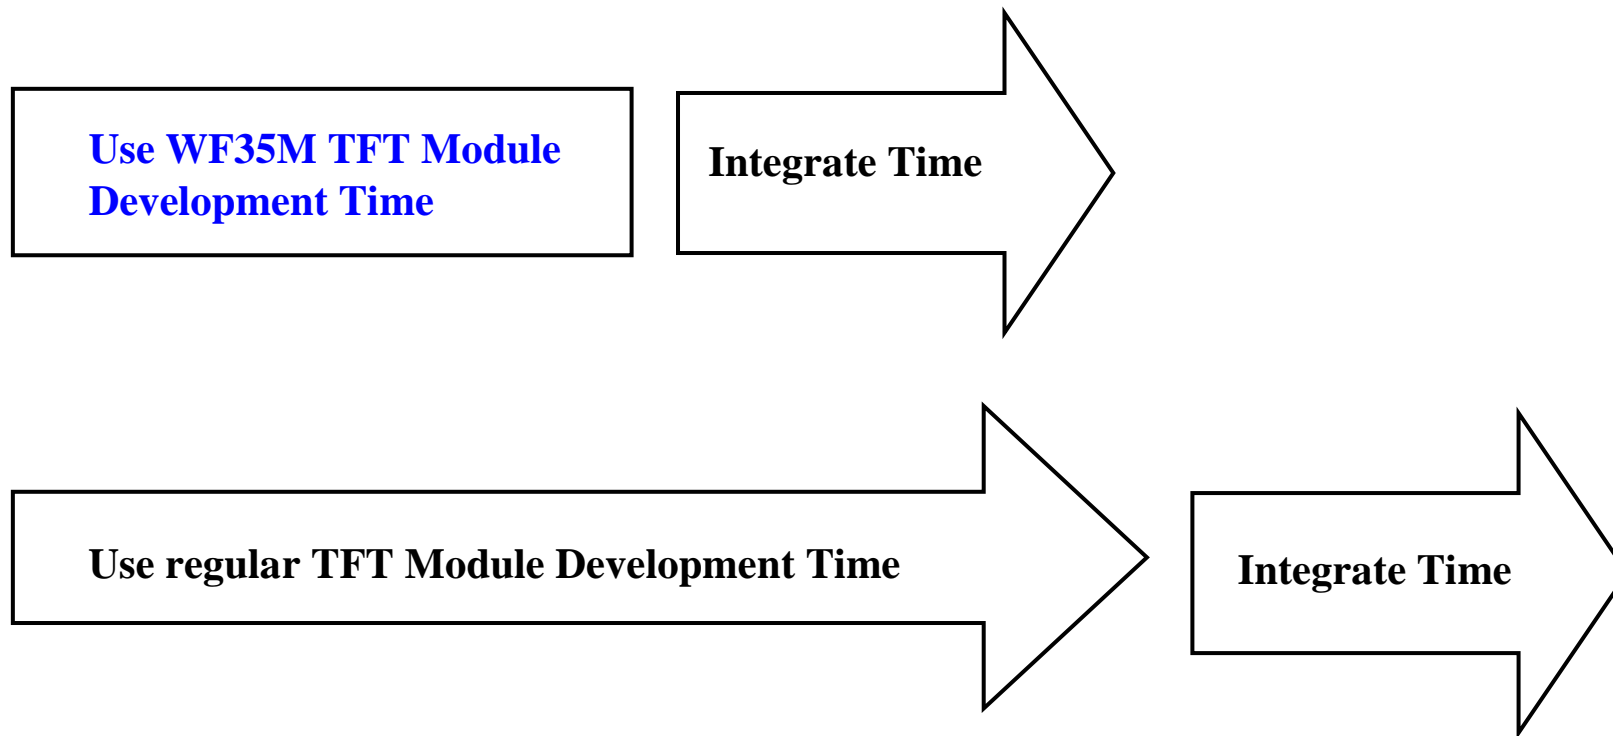 Use WF35M TFT Module
Development Time
Integrate Time
Use regular TFT Module Development Time
Integrate Time